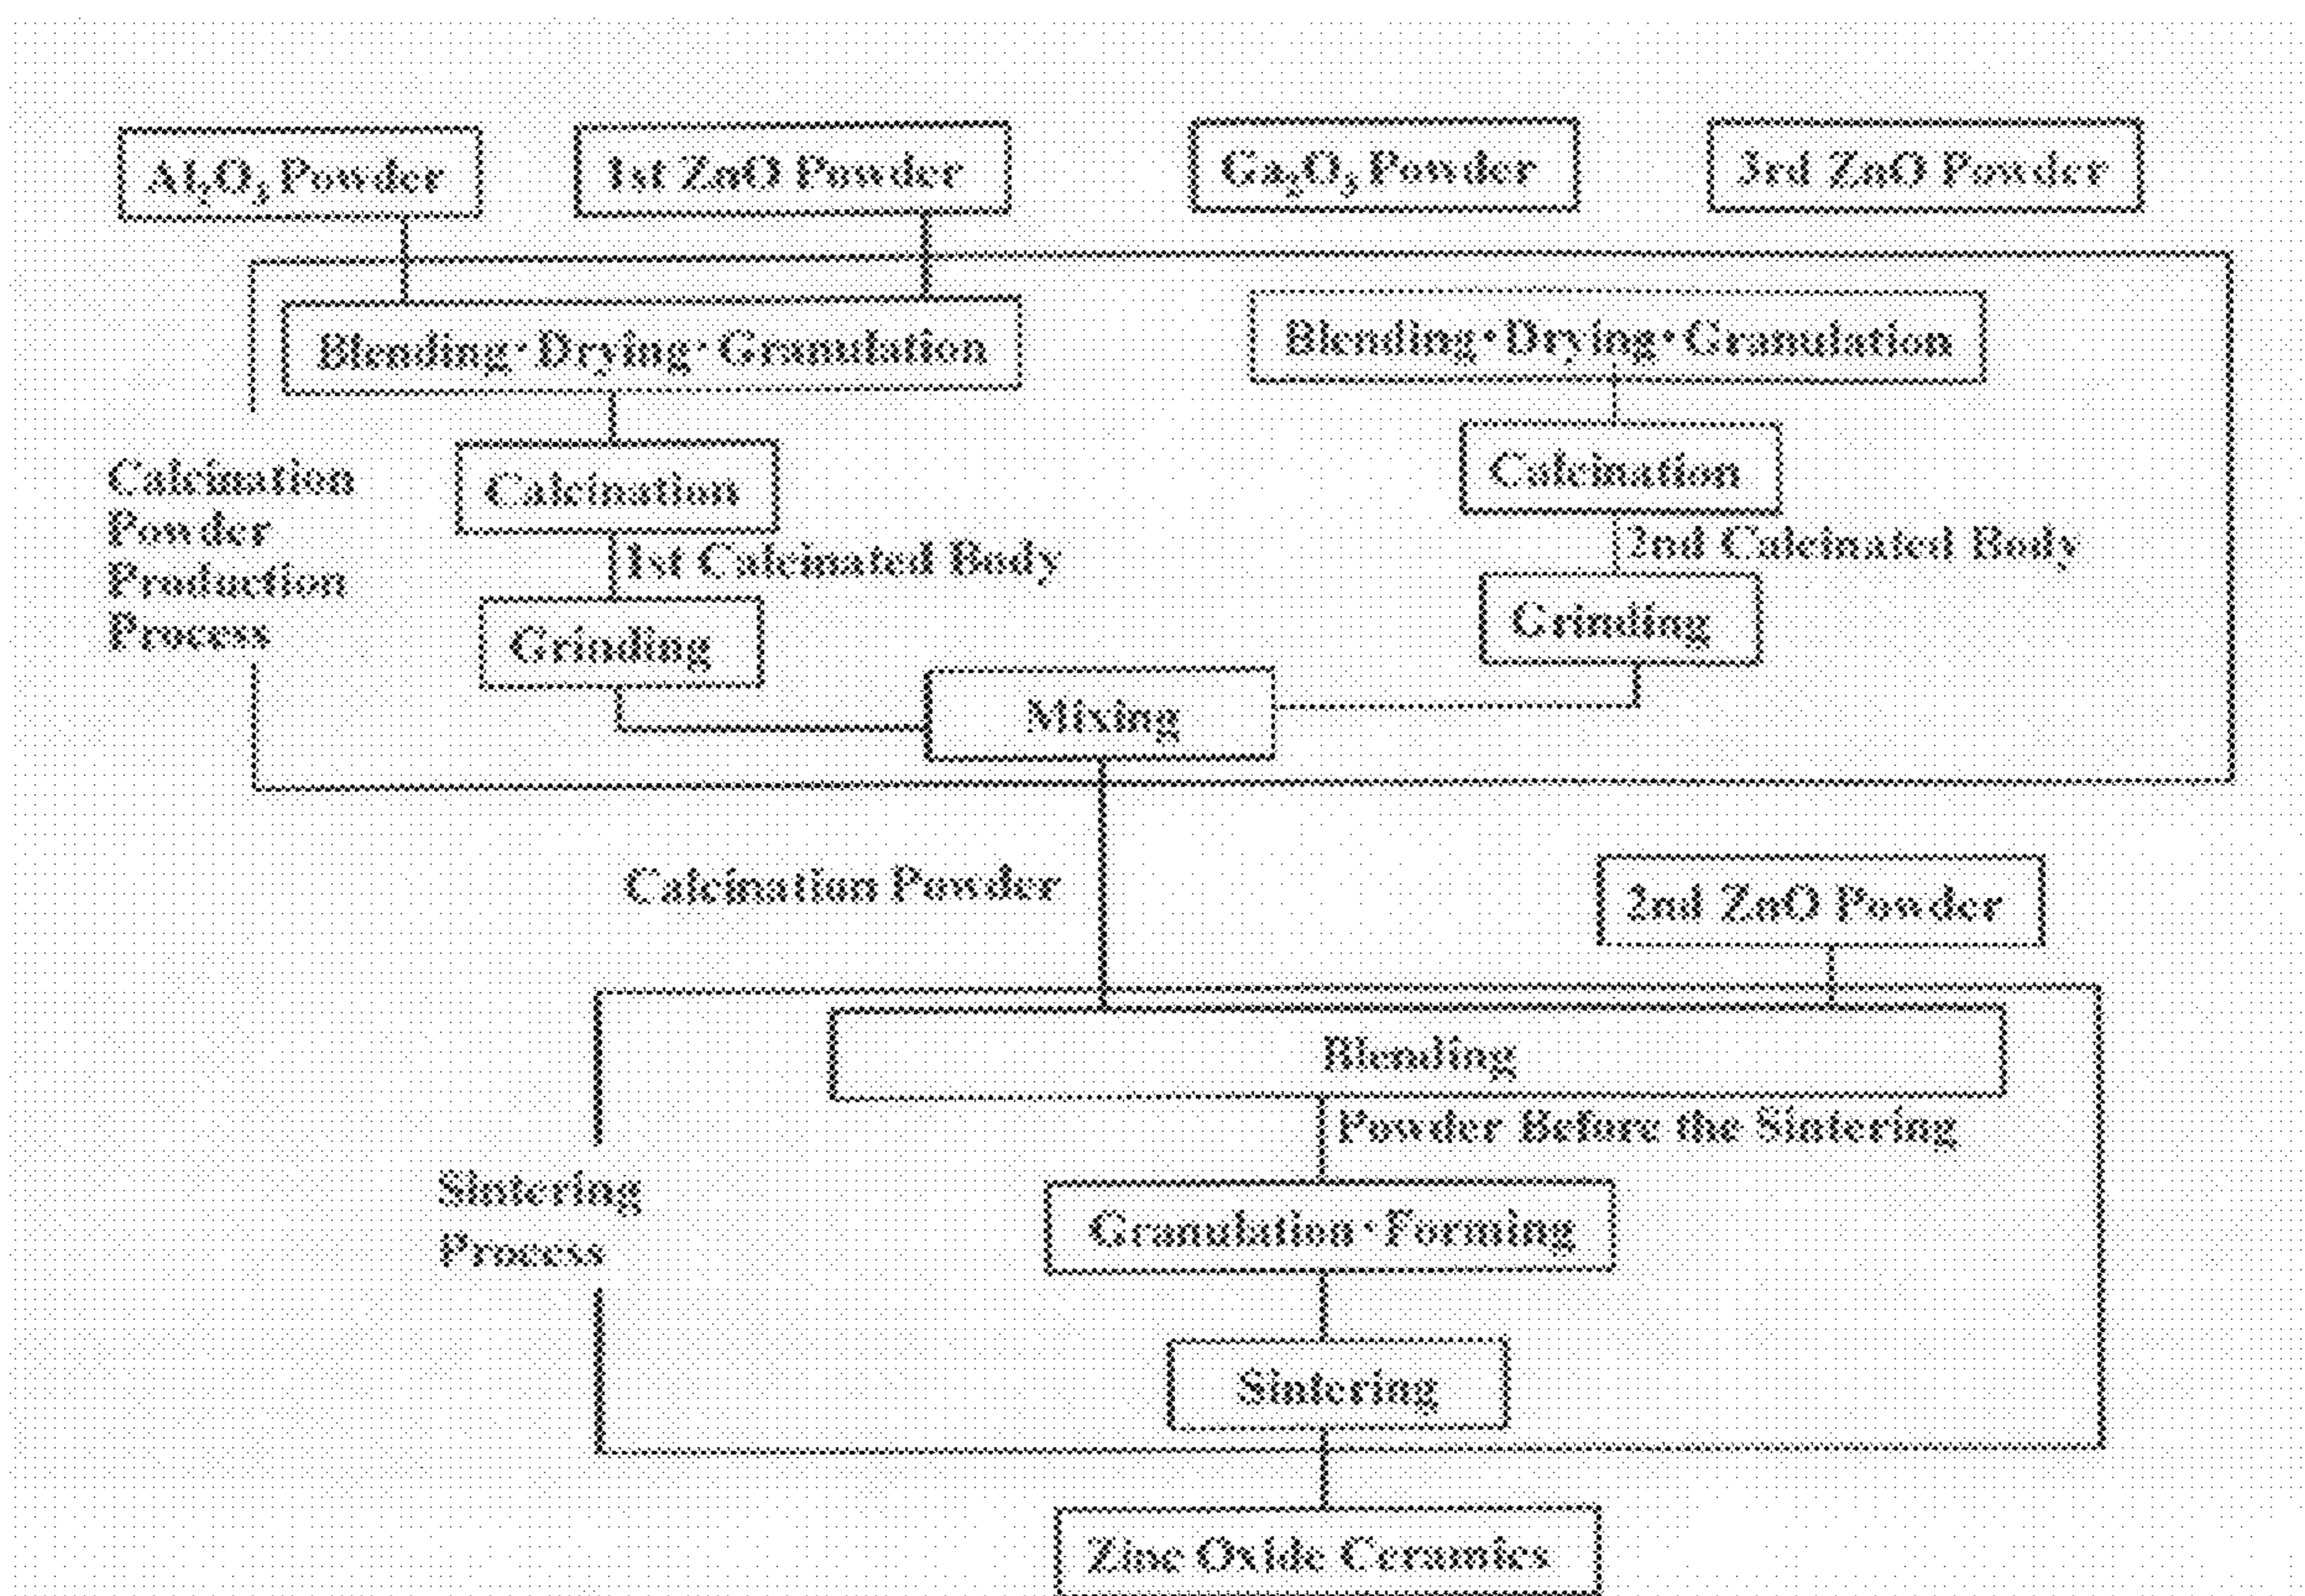 Al₂O₃ Powder
1st ZnO Powder
Ga₂O₃ Powder
3rd ZnO Powder
Blending·Drying·Granulation
Blending·Drying·Granulation
Calcination
Calcination
Calcination
Powder
Production
Process
1st Calcinated Body
2nd Calcinated Body
Grinding
Grinding
Mixing
Calcination Powder
2nd ZnO Powder
Blending
Powder Before the Sintering
Sintering
Process
Granulation·Forming
Sintering
Zinc Oxide Ceramics